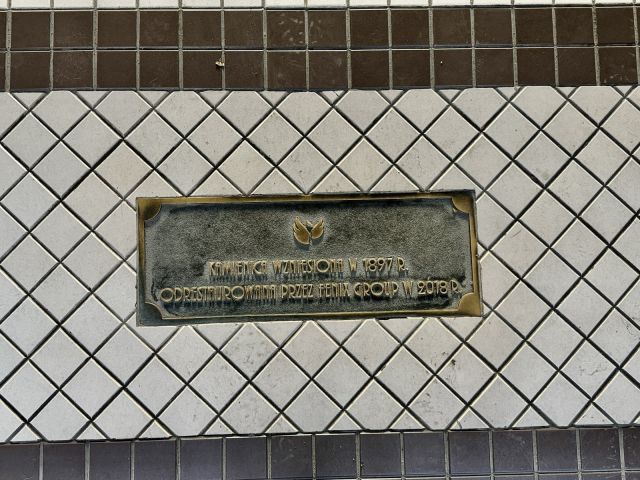 KAMIENICA WZNIESIONA W 1897 R.
ODRESTAUROWANA PRZEZ FENIX GROUP W 2018 R.